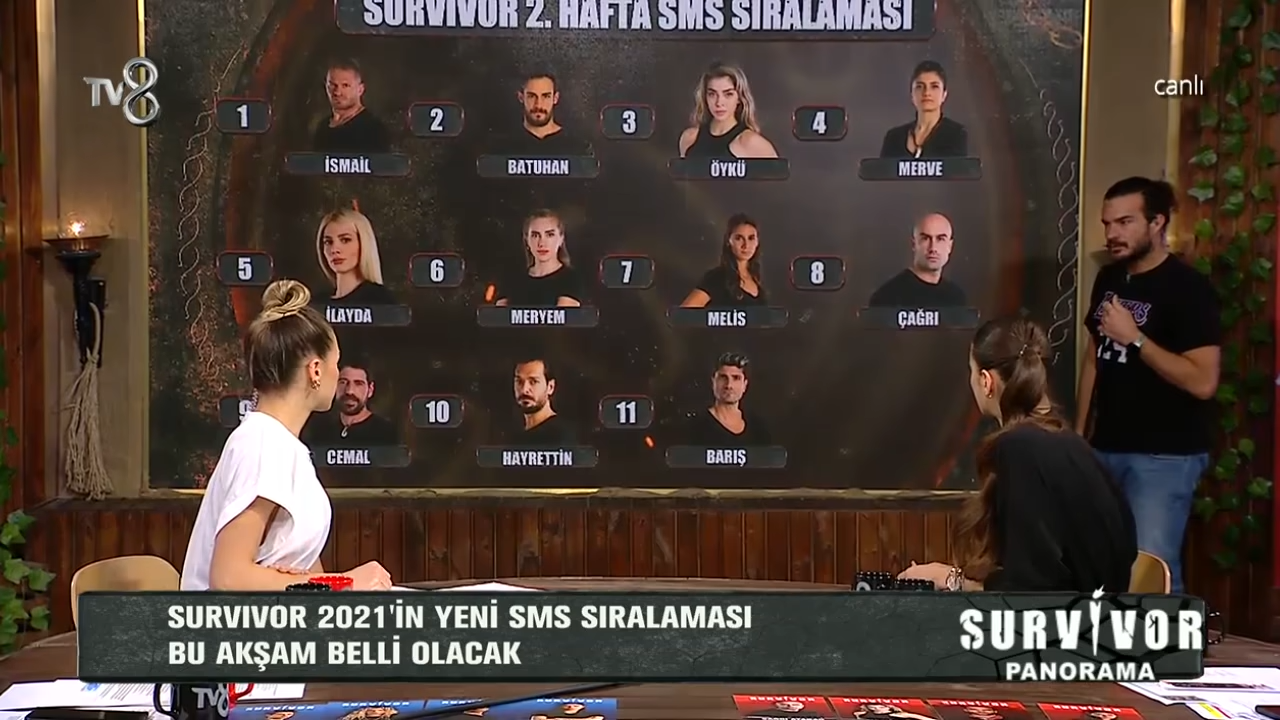 SURVIVOR 2. HAFTA SMS SIRALAMASI
TV8
canlı
1
2
3
4
İSMAİL
BATUHAN
ÖYKÜ
MERVE
5
6
7
8
İLAYDA
MERYEM
MELİS
ÇAĞRI
9
10
11
CEMAL
HAYRETTİN
BARIŞ
SURVIVOR 2021'İN YENİ SMS SIRALAMASI
BU AKŞAM BELLİ OLACAK
SURVIVOR
PANORAMA
TV8